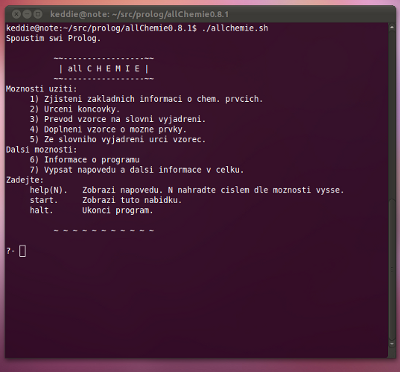 keddie@note: ~/src/prolog/allChemie0.8.1
keddie@note:~/src/prolog/allChemie0.8.1$ ./allchemie.sh
Spoustim swi Prolog.
~~-----------------~~
| all C H E M I E |
~~-----------------~~
Moznosti uziti:
1) Zjisteni zakladnich informaci o chem. prvcich.
2) Urceni koncovky.
3) Prevod vzorce na slovni vyjadreni.
4) Doplneni vzorce o mozne prvky.
5) Ze slovniho vyjadreni urci vzorec.
Dalsi moznosti:
6) Informace o programu
7) Vypsat napovedu a dalsi informace v celku.
Zadejte:
help(N). Zobrazi napovedu. N nahradte cislem dle moznosti vysse.
start. Zobrazi tuto nabidku.
halt. Ukonci program.
~ ~ ~ ~ ~ ~ ~ ~ ~ ~ ~
?-